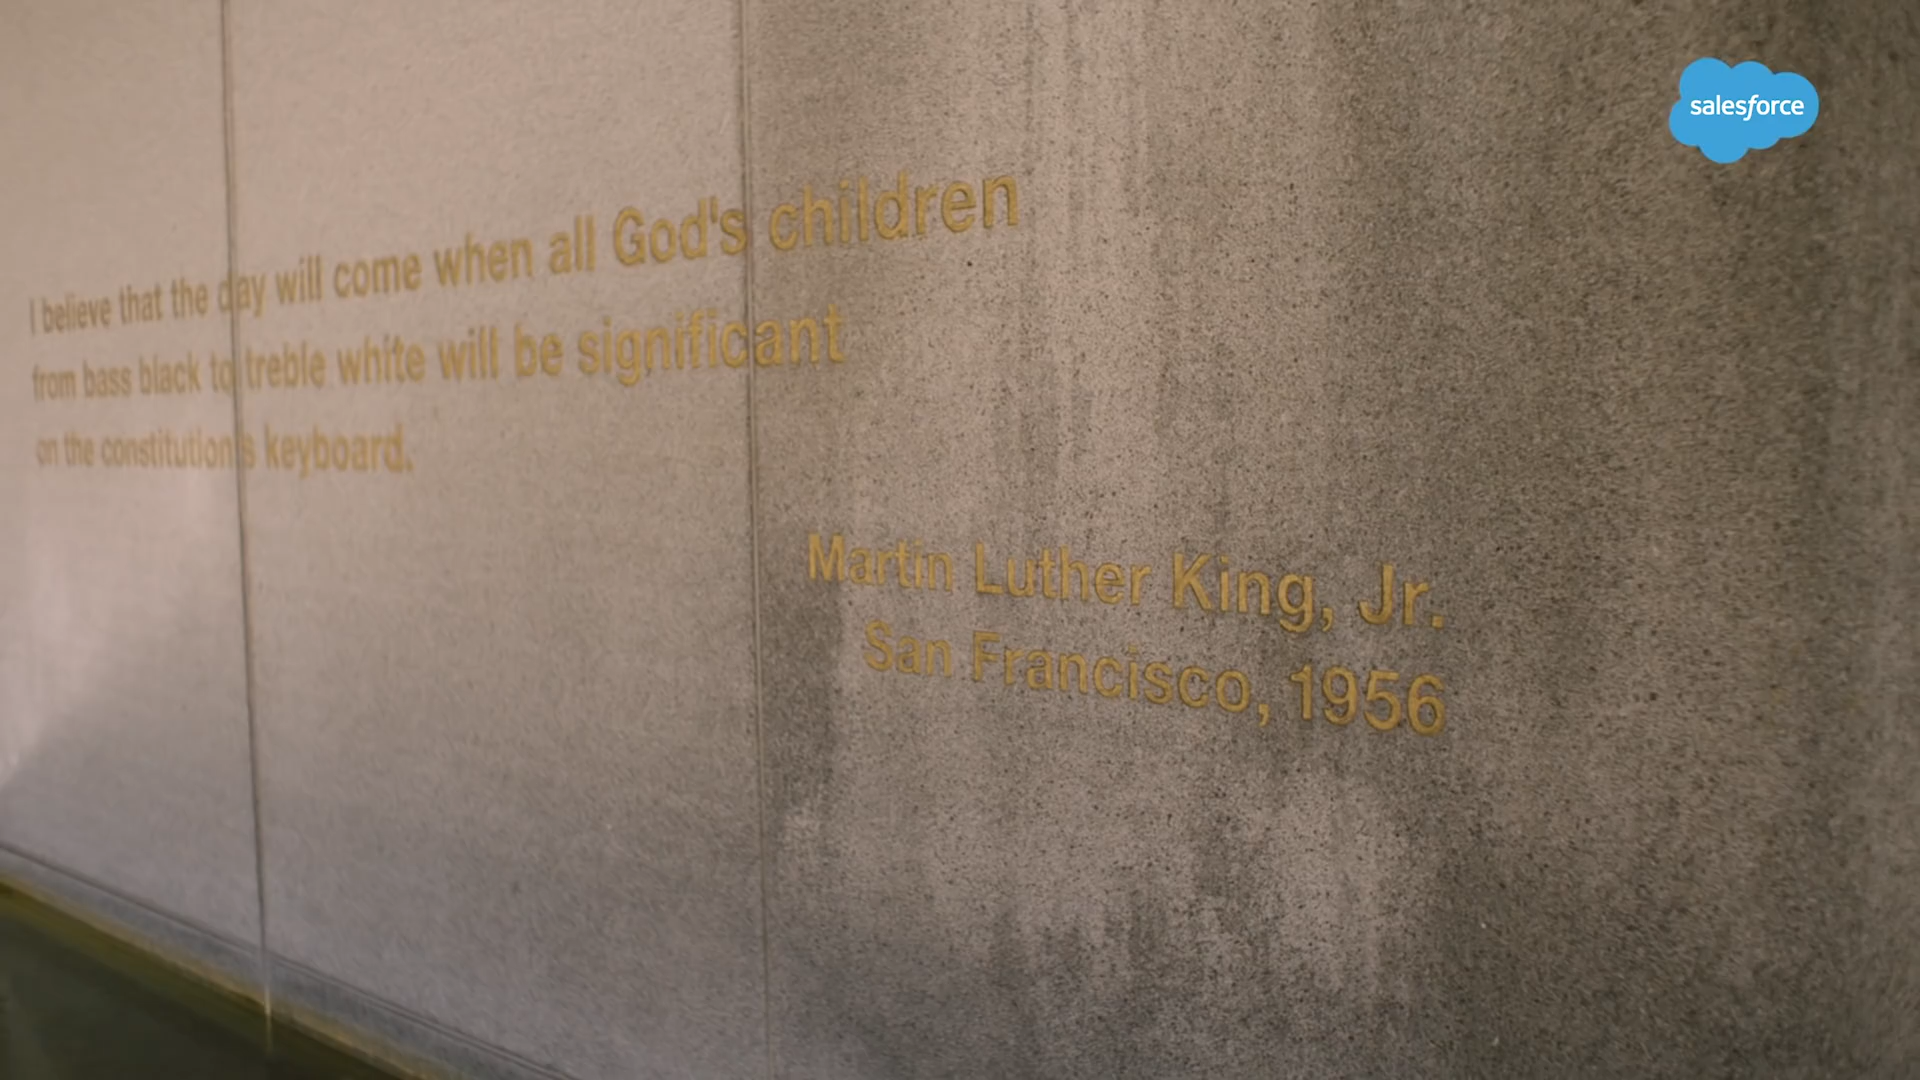 salesforce
I believe that the day will come when all God's children
from bass black to treble white will be significant
on the constitution's keyboard.
Martin Luther King, Jr.
San Francisco, 1956